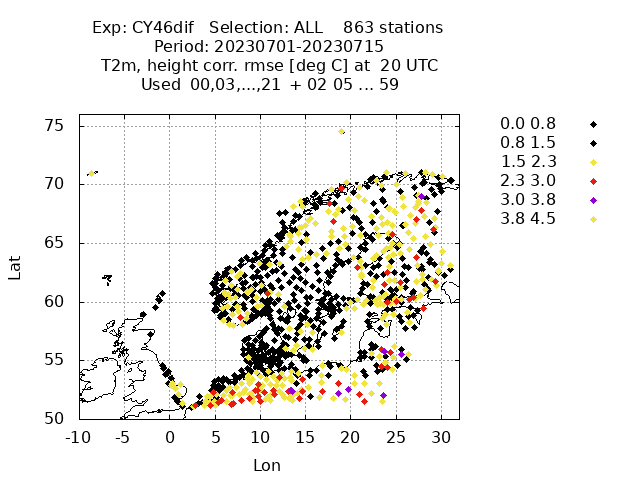 Exp: CY46dif   Selection: ALL    863 stations
Period: 20230701-20230715
T2m, height corr. rmse [deg C] at  20 UTC
Used  00,03,...,21  + 02 05 ... 59
75
70
65
60
55
50
Lat
-10 -5 0 5 10 15 20 25 30
Lon
0.0 0.8
0.8 1.5
1.5 2.3
2.3 3.0
3.0 3.8
3.8 4.5